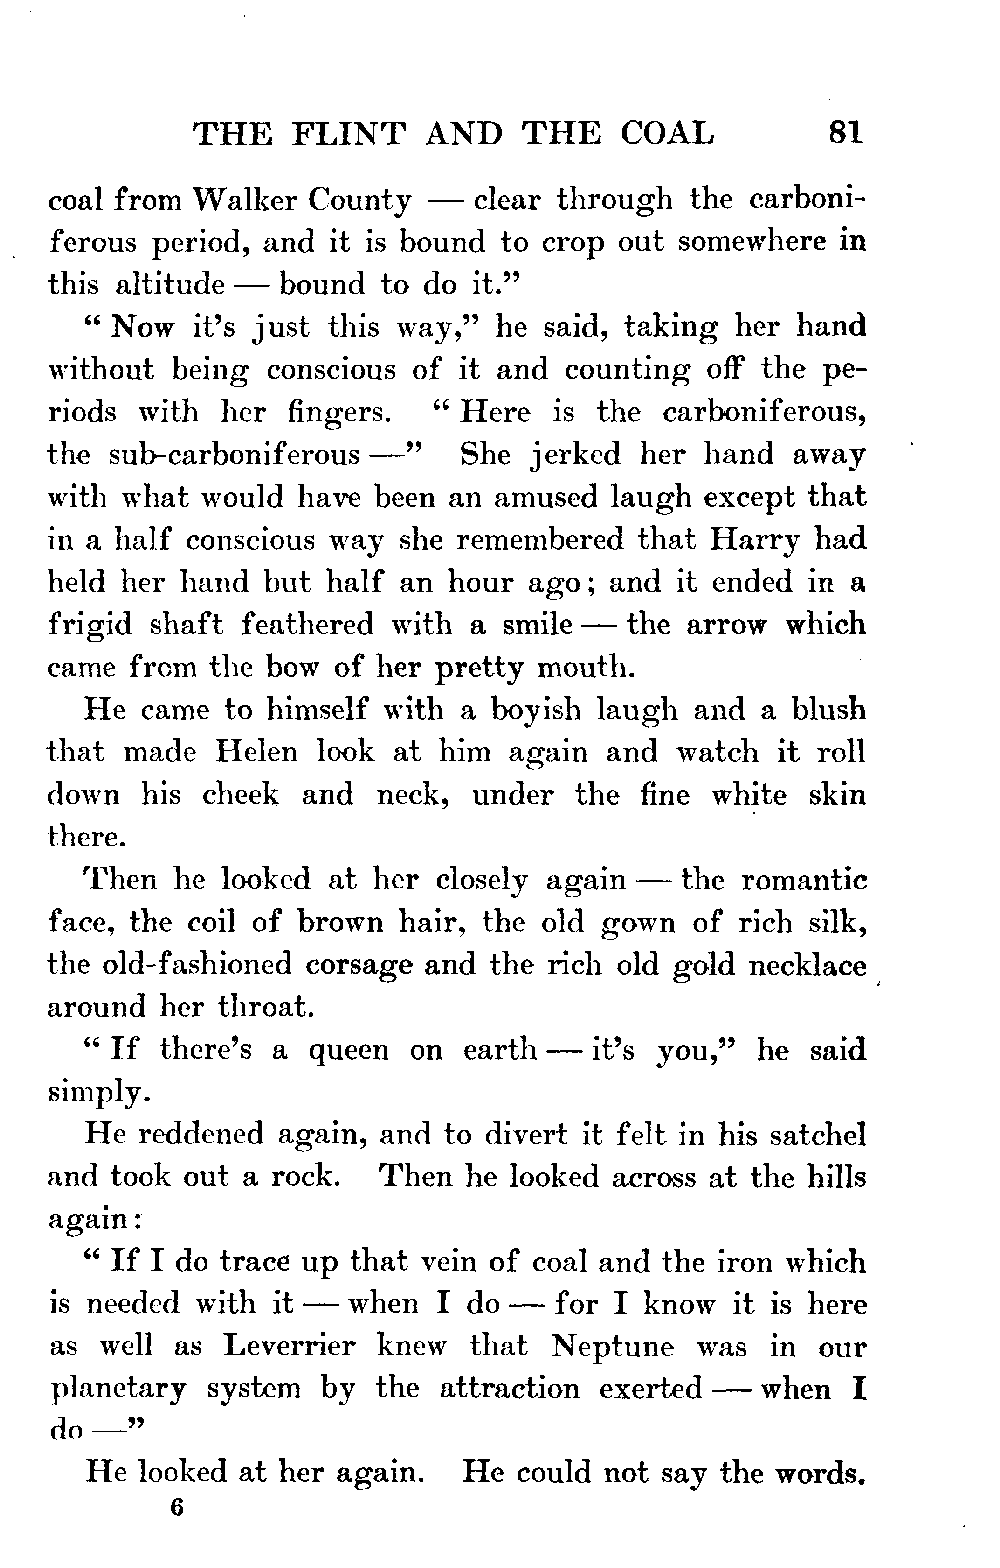 THE FLINT AND THE COAL 81
coal from Walker County — clear through the carboni-
ferous period, and it is bound to crop out somewhere in
this altitude — bound to do it.”
“ Now it’s just this way,” he said, taking her hand
without being conscious of it and counting off the pe-
riods with her fingers. “ Here is the carboniferous,
the sub-carboniferous —” She jerked her hand away
with what would have been an amused laugh except that
in a half conscious way she remembered that Harry had
held her hand but half an hour ago; and it ended in a
frigid shaft feathered with a smile — the arrow which
came from the bow of her pretty mouth.
He came to himself with a boyish laugh and a blush
that made Helen look at him again and watch it roll
down his cheek and neck, under the fine white skin
there.
Then he looked at her closely again — the romantic
face, the coil of brown hair, the old gown of rich silk,
the old-fashioned corsage and the rich old gold necklace
around her throat.
“ If there’s a queen on earth — it’s you,” he said
simply.
He reddened again, and to divert it felt in his satchel
and took out a rock. Then he looked across at the hills
again:
“ If I do trace up that vein of coal and the iron which
is needed with it — when I do — for I know it is here
as well as Leverrier knew that Neptune was in our
planetary system by the attraction exerted — when I
do —”
He looked at her again. He could not say the words.
6